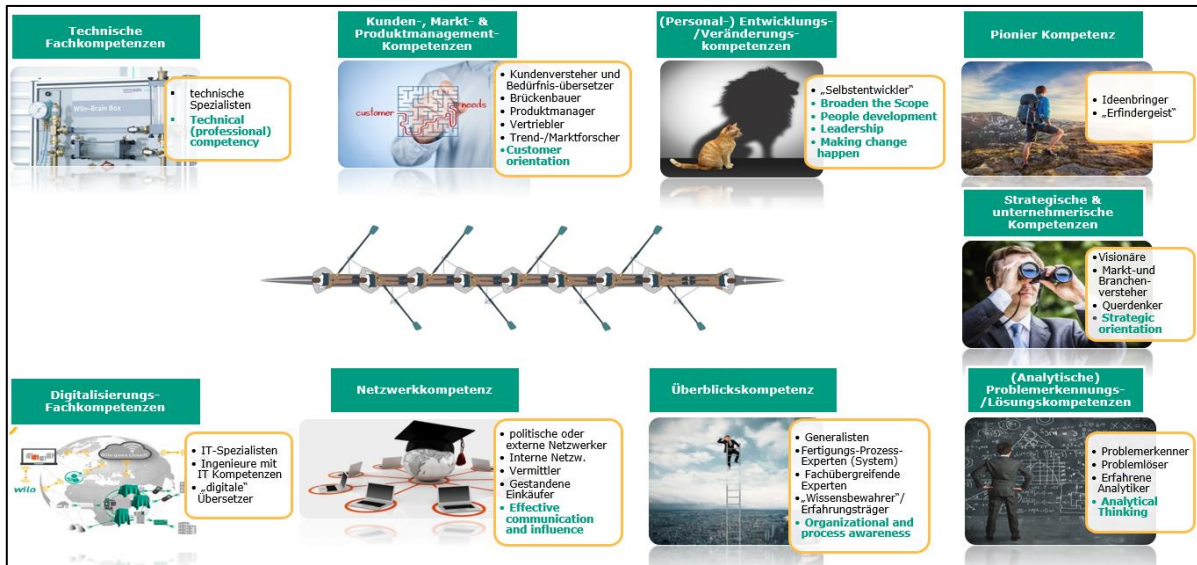 Technische
Fachkompetenzen
Wilo-Brain Box
technische
Spezialisten
Technical
(professional)
competency
Kunden-, Markt- &
Produktmanagement-
Kompetenzen
customer
needs
• Kundenversteher und
Bedürfnis-übersetzer
• Brückenbauer
• Produktmanager
• Vertriebler
• Trend-/Marktforscher
• Customer
orientation
(Personal-) Entwicklungs-
/Veränderungs-
kompetenzen
• „Selbstentwickler“
• Broaden the Scope
• People development
• Leadership
• Making change
happen
Pionier Kompetenz
• Ideenbringer
• „Erfindergeist“
Strategische &
unternehmerische
Kompetenzen
• Visionäre
• Markt-und
Branchen-
versteher
• Querdenker
• Strategic
orientation
Digitalisierungs-
Fachkompetenzen
wilo
• IT-Spezialisten
• Ingenieure mit
IT Kompetenzen
• „digitale“
Übersetzer
Netzwerkkompetenz
• politische oder
externe Netzwerker
• Interne Netzw.
• Vermittler
• Gestandene
Einkäufer
• Effective
communication
and influence
Überblickskompetenz
• Generalisten
• Fertigungs-Prozess-
Experten (System)
• Fachübergreifende
Experten
• „Wissensbewahrer“/
Erfahrungsträger
• Organizational and
process awareness
(Analytische)
Problemerkennungs-
/Lösungskompetenzen
• Problemerkenner
• Problemlöser
• Erfahrene
Analytiker
• Analytical
Thinking